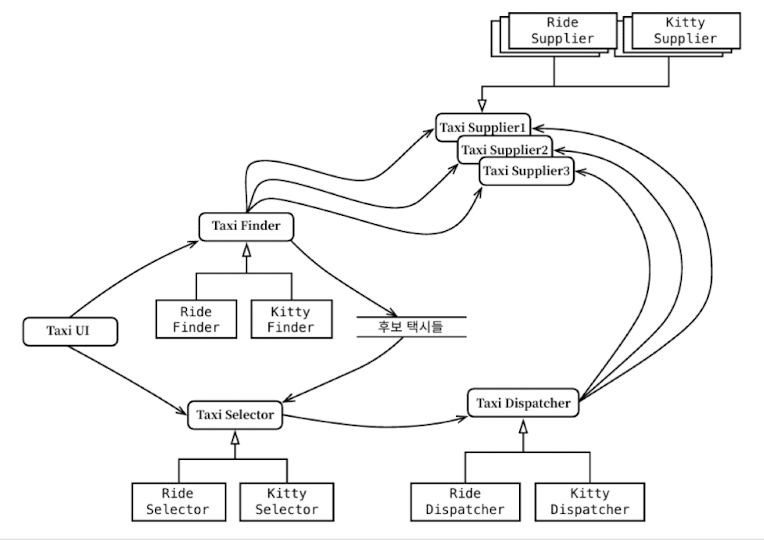 Ride
Supplier
Kitty
Supplier
Taxi Supplier1
Taxi Supplier2
Taxi Supplier3
Taxi Finder
Ride
Finder
Kitty
Finder
Taxi UI
후보 택시들
Taxi Selector
Taxi Dispatcher
Ride
Selector
Kitty
Selector
Ride
Dispatcher
Kitty
Dispatcher